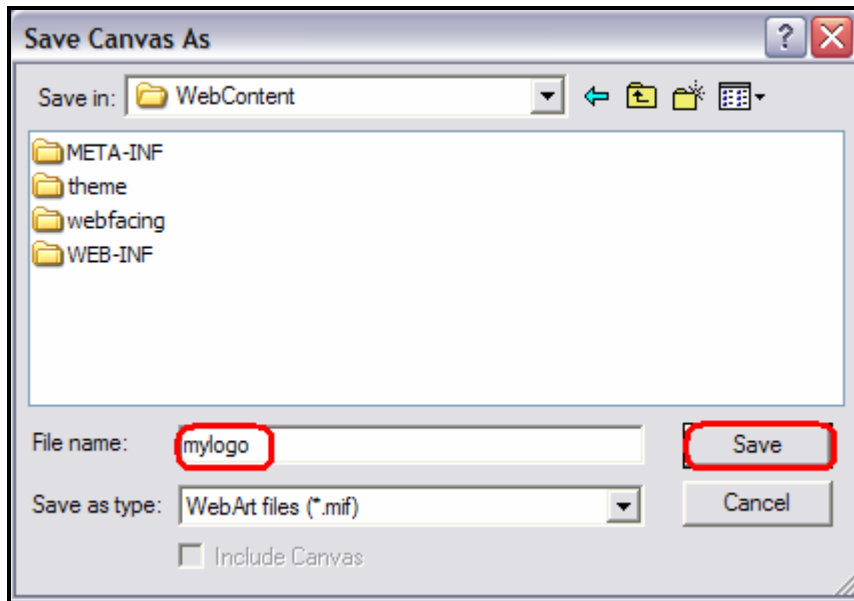 Save Canvas As
Save in: WebContent
META-INF
theme
webfacing
WEB-INF
File name: mylogo Save
Save as type: WebArt files (*.mif) Cancel
Include Canvas